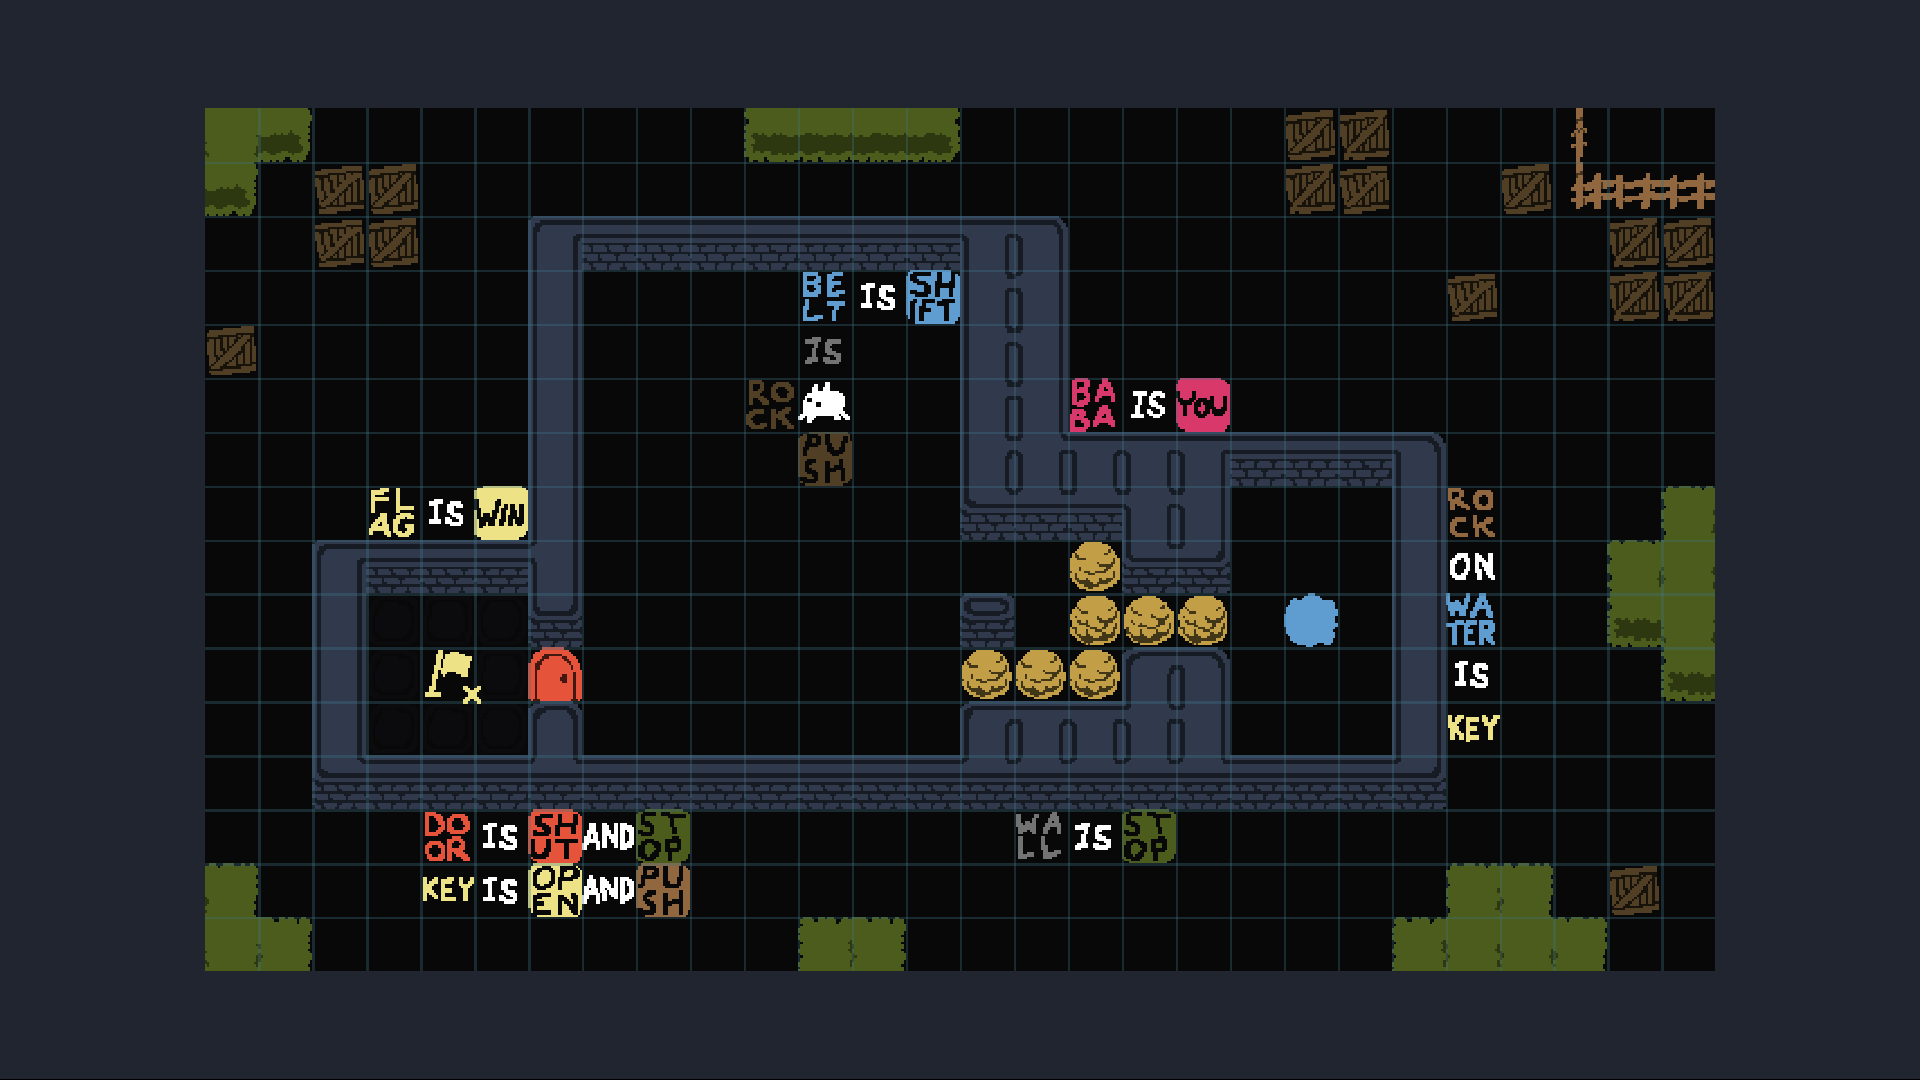 BELT IS SHIFT
IS
ROCK
BABA IS YOU
PUSH
FLAG IS WIN
ROCK
ON
WATER
IS
KEY
DOOR IS SHUT AND STOP
WALL IS STOP
KEY IS OPEN AND PUSH